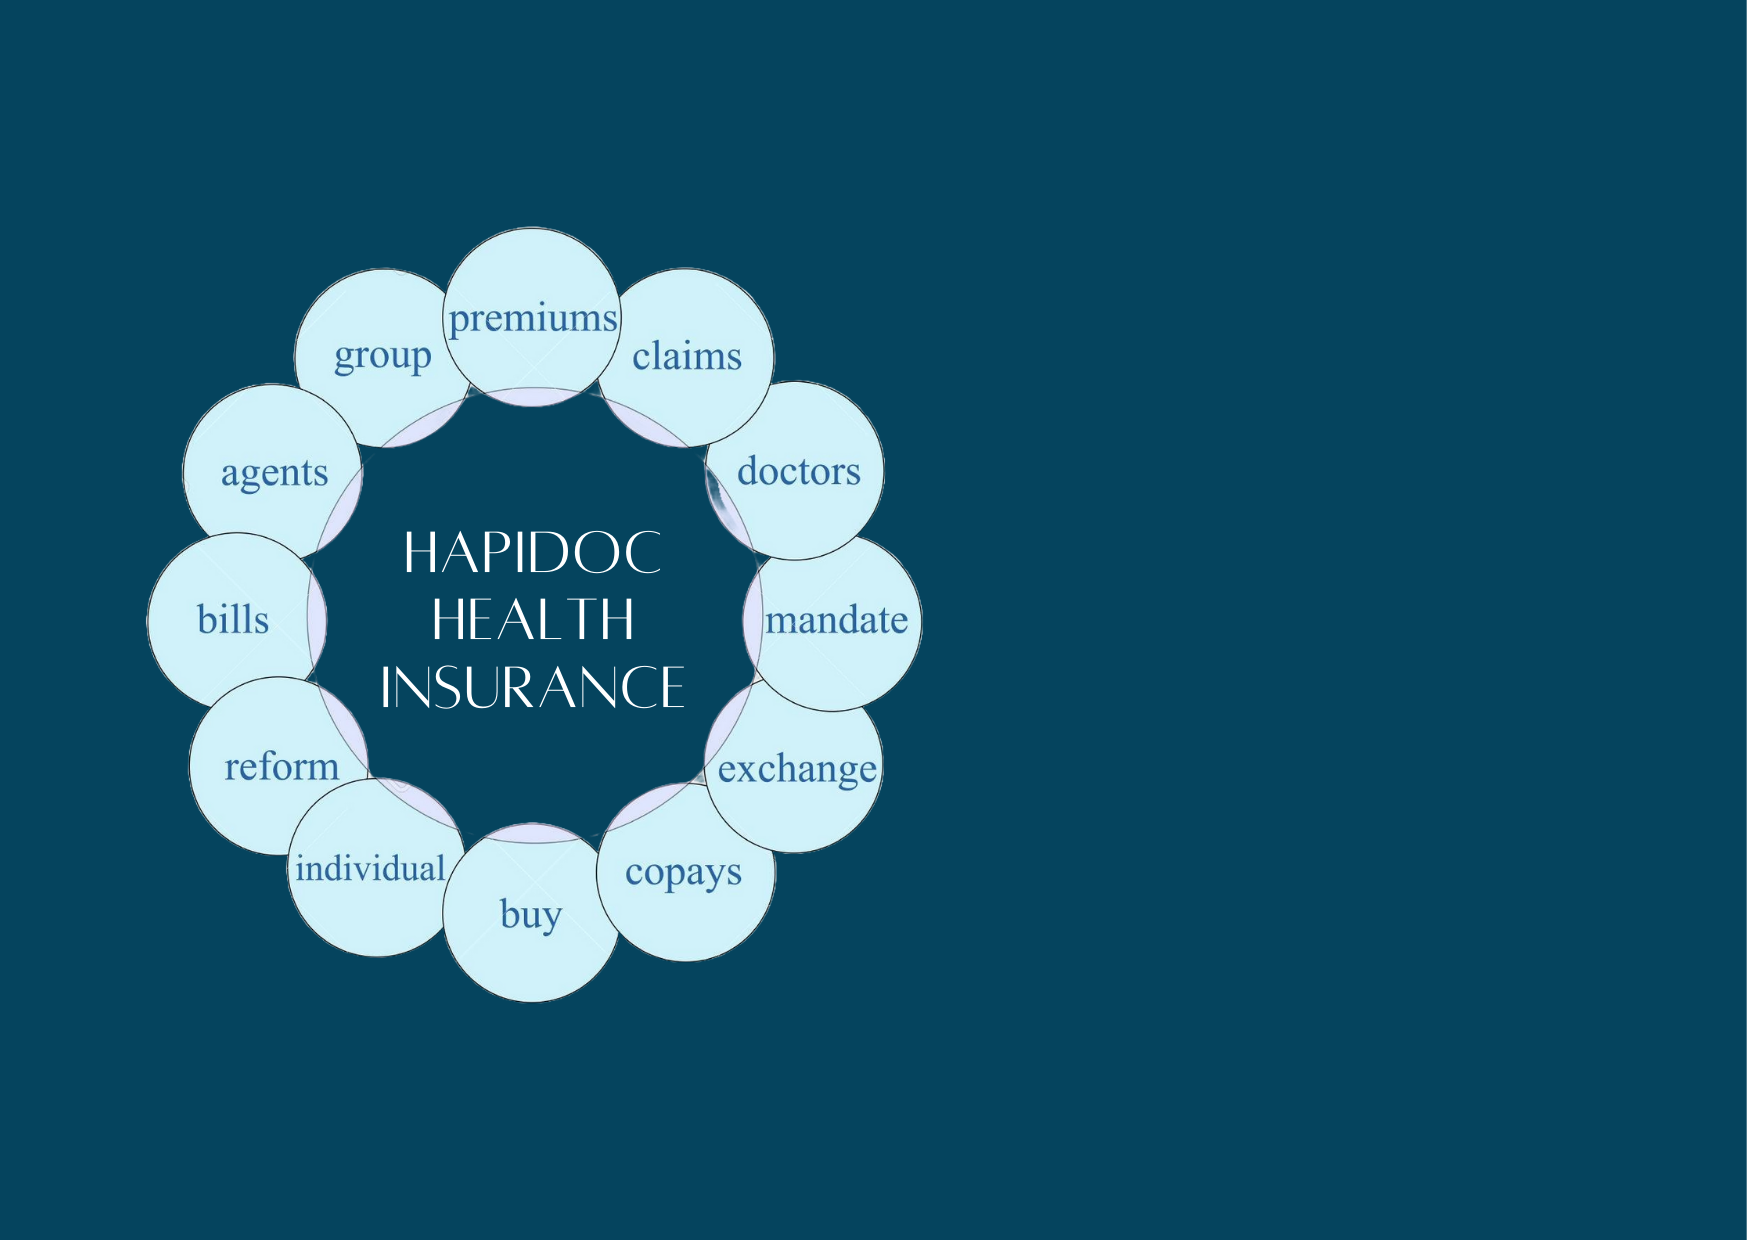 premiums
claims
group
doctors
agents
HAPIDOC
HEALTH
INSURANCE
bills
mandate
reform
exchange
individual
copays
buy